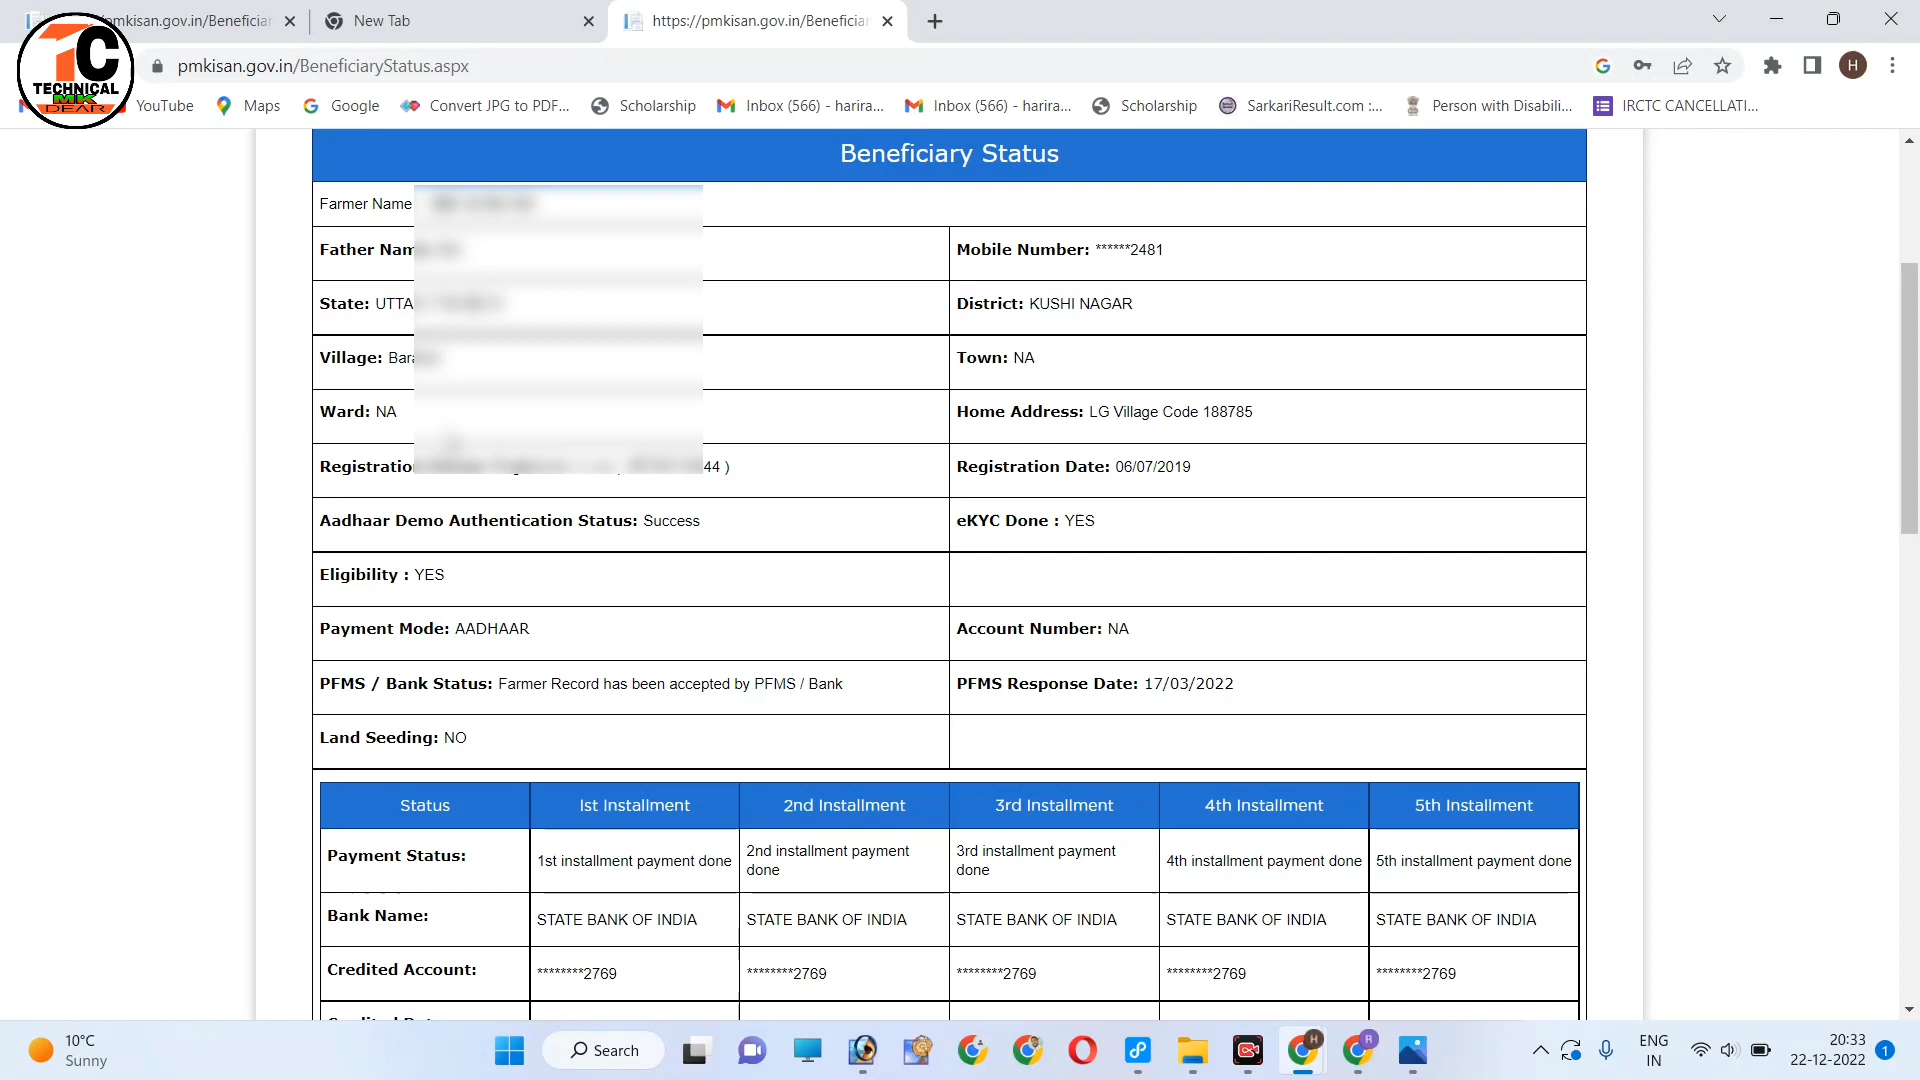 mkisan.gov.in/Beneficiar
New Tab
https://pmkisan.gov.in/Beneficiar
TC
TECHNICAL
MK
DEAR
pmkisan.gov.in/BeneficiaryStatus.aspx
H
YouTube Maps Google Convert JPG to PDF... Scholarship Inbox (566) - harira... Inbox (566) - harira... Scholarship SarkariResult.com :... Person with Disabili... IRCTC CANCELLATI...
Beneficiary Status
Farmer Name
Father Nam Mobile Number: ******2481
State: UTTA District: KUSHI NAGAR
Village: Bara Town: NA
Ward: NA Home Address: LG Village Code 188785
Registratio 44 ) Registration Date: 06/07/2019
Aadhaar Demo Authentication Status: Success eKYC Done : YES
Eligibility : YES
Payment Mode: AADHAAR Account Number: NA
PFMS / Bank Status: Farmer Record has been accepted by PFMS / Bank PFMS Response Date: 17/03/2022
Land Seeding: NO
Status Ist Installment 2nd Installment 3rd Installment 4th Installment 5th Installment
Payment Status: 1st installment payment done 2nd installment payment done 3rd installment payment done 4th installment payment done 5th installment payment done
Bank Name: STATE BANK OF INDIA STATE BANK OF INDIA STATE BANK OF INDIA STATE BANK OF INDIA STATE BANK OF INDIA
Credited Account: ********2769 ********2769 ********2769 ********2769 ********2769
10°C
Sunny
Search
H
R
ENG
IN
20:33
22-12-2022
1